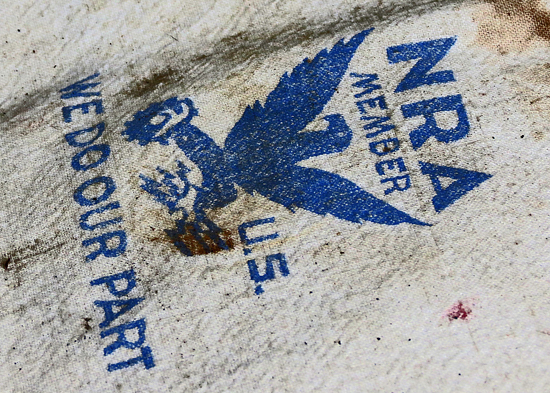 NRA
MEMBER
U.S.
WE DO OUR PART